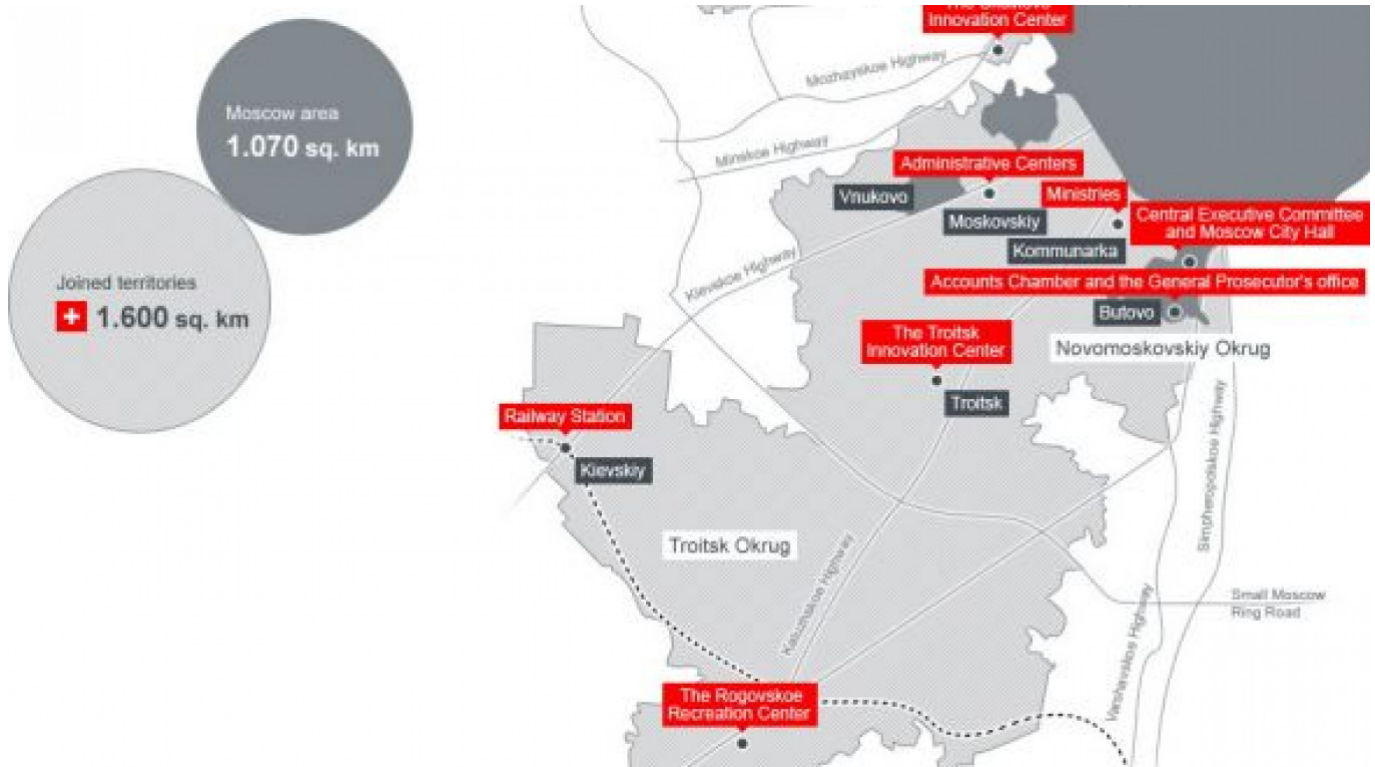 Moscow area
1.070 sq. km
Joined territories
+ 1.600 sq. km
Innovation Center
Mozhayskoe Highway
Minskoe Highway
Administrative Centers
Vnukovo
Moskovskiy
Ministries
Kommunarka
Central Executive Committee
and Moscow City Hall
Kievskoe Highway
Accounts Chamber and the General Prosecutor's office
Butovo
The Troitsk
Innovation Center
Novomoskovskiy Okrug
Troitsk
Railway Station
Kievskiy
Troitsk Okrug
Kaluzhskoe Highway
Simpheropolskoe Highway
Varshavskoe Highway
Small Moscow
Ring Road
The Rogovskoe
Recreation Center